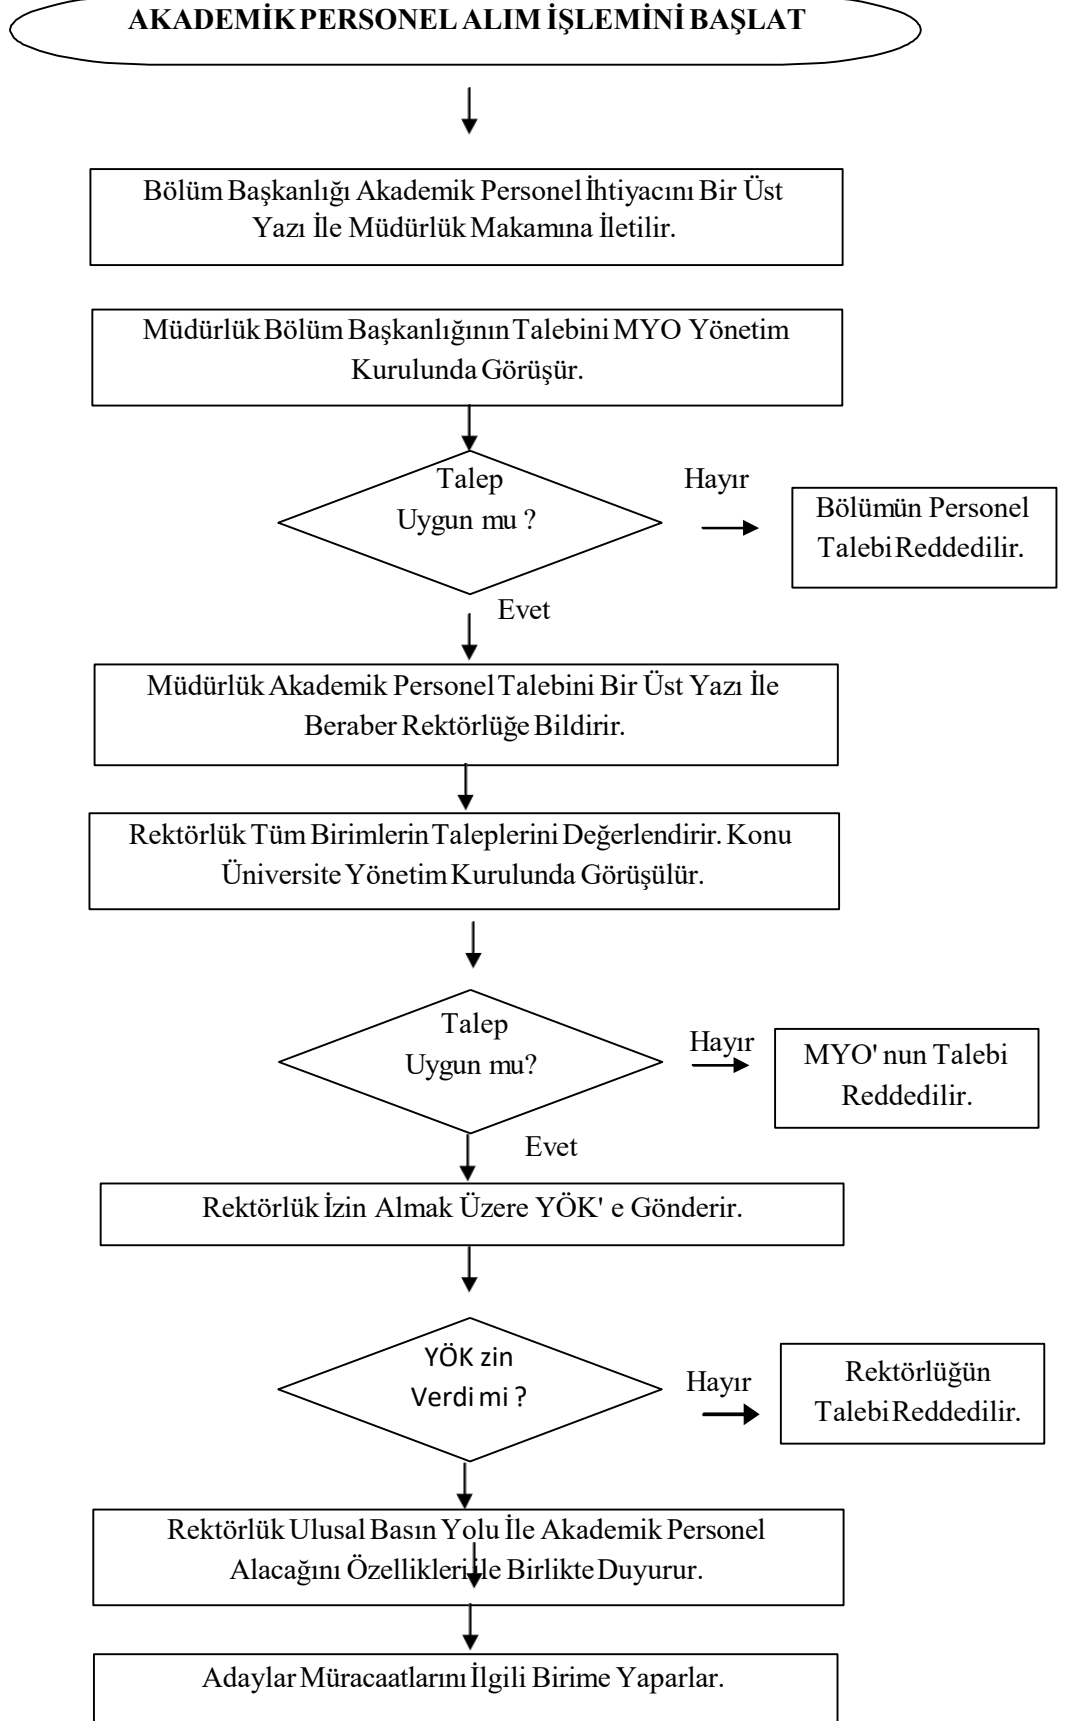 AKADEMİK PERSONEL ALIM İŞLEMİNİ BAŞLAT
Bölüm Başkanlığı Akademik Personel İhtiyacını Bir Üst
Yazı İle Müdürlük Makamına İletilir.
Müdürlük Bölüm Başkanlığının Talebini MYO Yönetim
Kurulunda Görüşür.
Talep
Uygun mu ?
Hayır
Bölümün Personel
Talebi Reddedilir.
Evet
Müdürlük Akademik Personel Talebini Bir Üst Yazı İle
Beraber Rektörlüğe Bildirir.
Rektörlük Tüm Birimlerin Taleplerini Değerlendirir. Konu
Üniversite Yönetim Kurulunda Görüşülür.
Talep
Uygun mu?
Hayır
MYO' nun Talebi
Reddedilir.
Evet
Rektörlük İzin Almak Üzere YÖK' e Gönderir.
YÖK zin
Verdi mi ?
Hayır
Rektörlüğün
Talebi Reddedilir.
Rektörlük Ulusal Basın Yolu İle Akademik Personel
Alacağını Özellikleri ile Birlikte Duyurur.
Adaylar Müracaatlarını İlgili Birime Yaparlar.